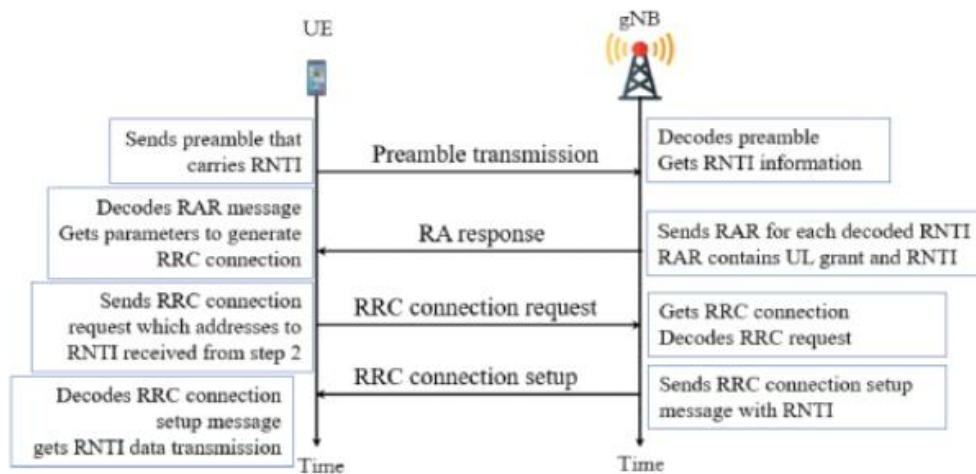 UE
gNB
Sends preamble that
carries RNTI
Preamble transmission
Decodes preamble
Gets RNTI information
Decodes RAR message
Gets parameters to generate
RRC connection
RA response
Sends RAR for each decoded RNTI
RAR contains UL grant and RNTI
Sends RRC connection
request which addresses to
RNTI received from step 2
RRC connection request
Gets RRC connection
Decodes RRC request
Decodes RRC connection
setup message
gets RNTI data transmission
RRC connection setup
Sends RRC connection setup
message with RNTI
Time
Time